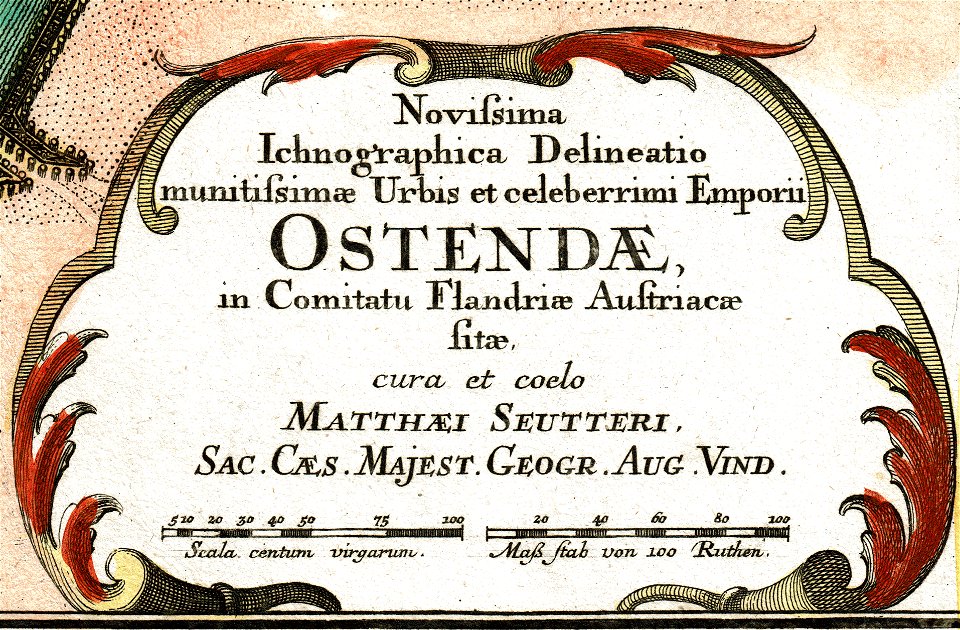 Noviſsima
Ichnographica Delineatio
munitiſsimæ Urbis et celeberrimi Emporii
OSTENDÆ,
in Comitatu Flandriæ Auſtriacæ
ſitæ,
cura et coelo
MATTHÆI SEUTTERI,
SAC. CÆS. MAJEST. GEOGR. AUG. VIND.
5 10 20 30 40 50 75 100
Scala centum virgarum.
20 40 60 80 100
Maß ſtab von 100 Ruthen.